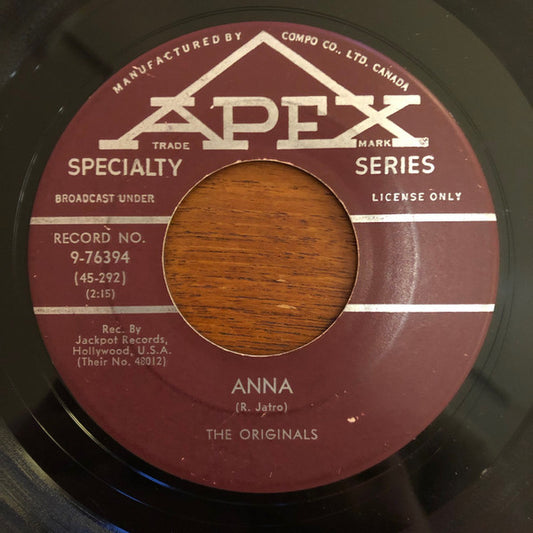 MANUFACTURED BY COMPO CO., LTD. CANADA
APEX
TRADE MARK
SPECIALTY SERIES
BROADCAST UNDER LICENSE ONLY
RECORD NO.
9-76394
(45-292)
(2:15)
Rec. By
Jackpot Records,
Hollywood, U.S.A.
(Their No. 48012)
ANNA
(R. Jatro)
THE ORIGINALS